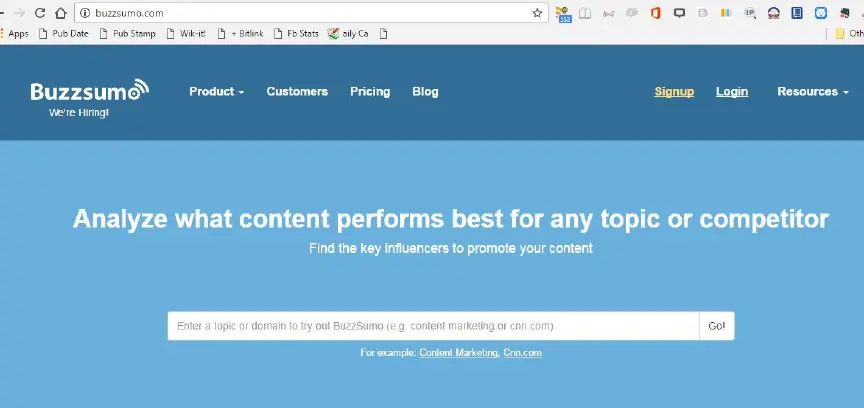 buzzsumo.com
152
Apps Pub Date Pub Stamp Wik-it! + Bitlink Fb Stats aily Ca Oth
Buzzsumo Product Customers Pricing Blog Signup Login Resources
We're Hiring!
Analyze what content performs best for any topic or competitor
Find the key influencers to promote your content
Enter a topic or domain to try out BuzzSumo (e.g. content marketing or cnn.com) Go!
For example: Content Marketing, Cnn.com